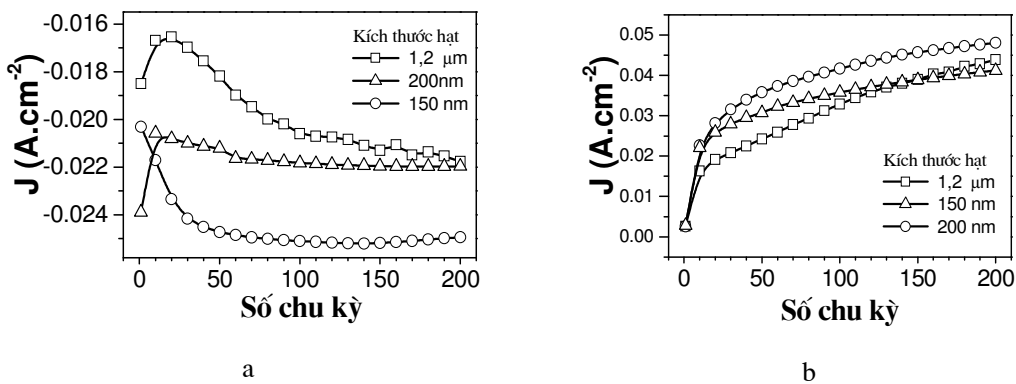 -0.016
-0.018
-0.020
-0.022
-0.024
J (A.cm-2)
Kích thước hạt
1,2 µm
200nm
150 nm
0 50 100 150 200
Số chu kỳ
a
0.05
0.04
0.03
0.02
0.01
0.00
J (A.cm-2)
Kích thước hạt
1,2 µm
150 nm
200 nm
0 50 100 150 200
Số chu kỳ
b